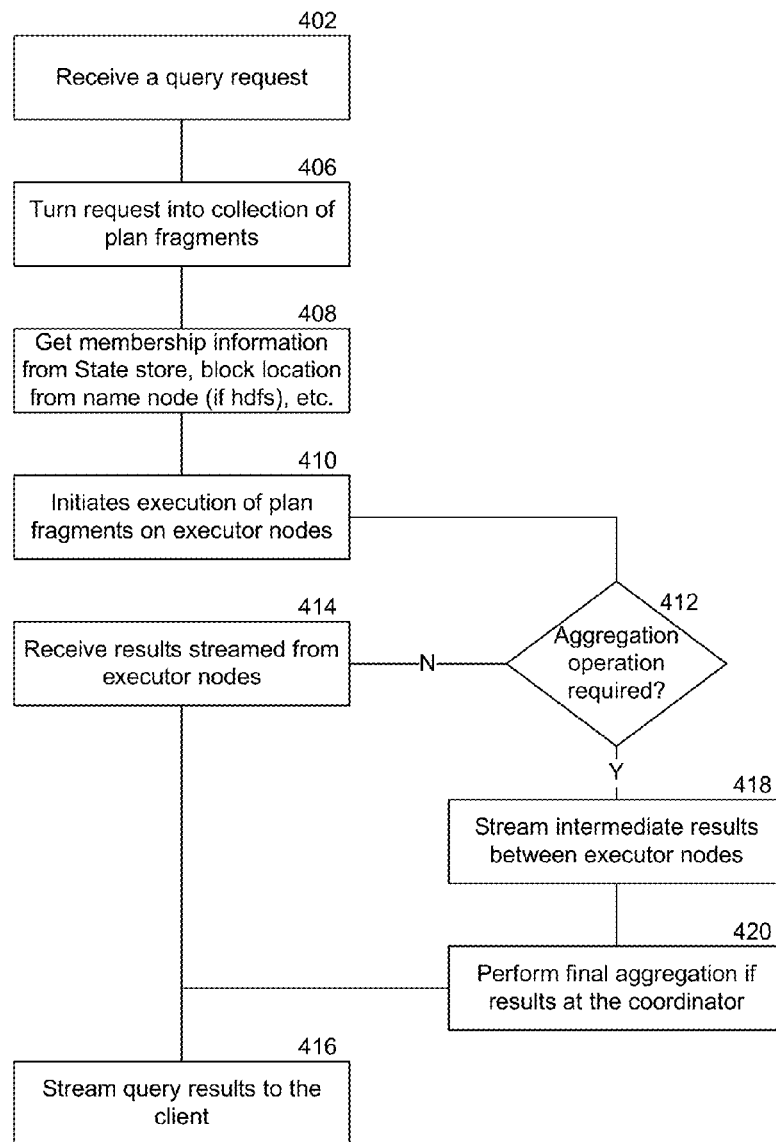 402
Receive a query request
406
Turn request into collection of
plan fragments
408
Get membership information
from State store, block location
from name node (if hdfs), etc.
410
Initiates execution of plan
fragments on executor nodes
412
Aggregation
operation
required?
N
414
Receive results streamed from
executor nodes
Y
418
Stream intermediate results
between executor nodes
420
Perform final aggregation if
results at the coordinator
416
Stream query results to the
client